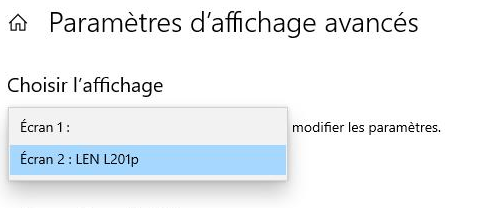 Paramètres d’affichage avancés
Choisir l’affichage
Écran 1 :
modifier les paramètres.
Écran 2 : LEN L201p